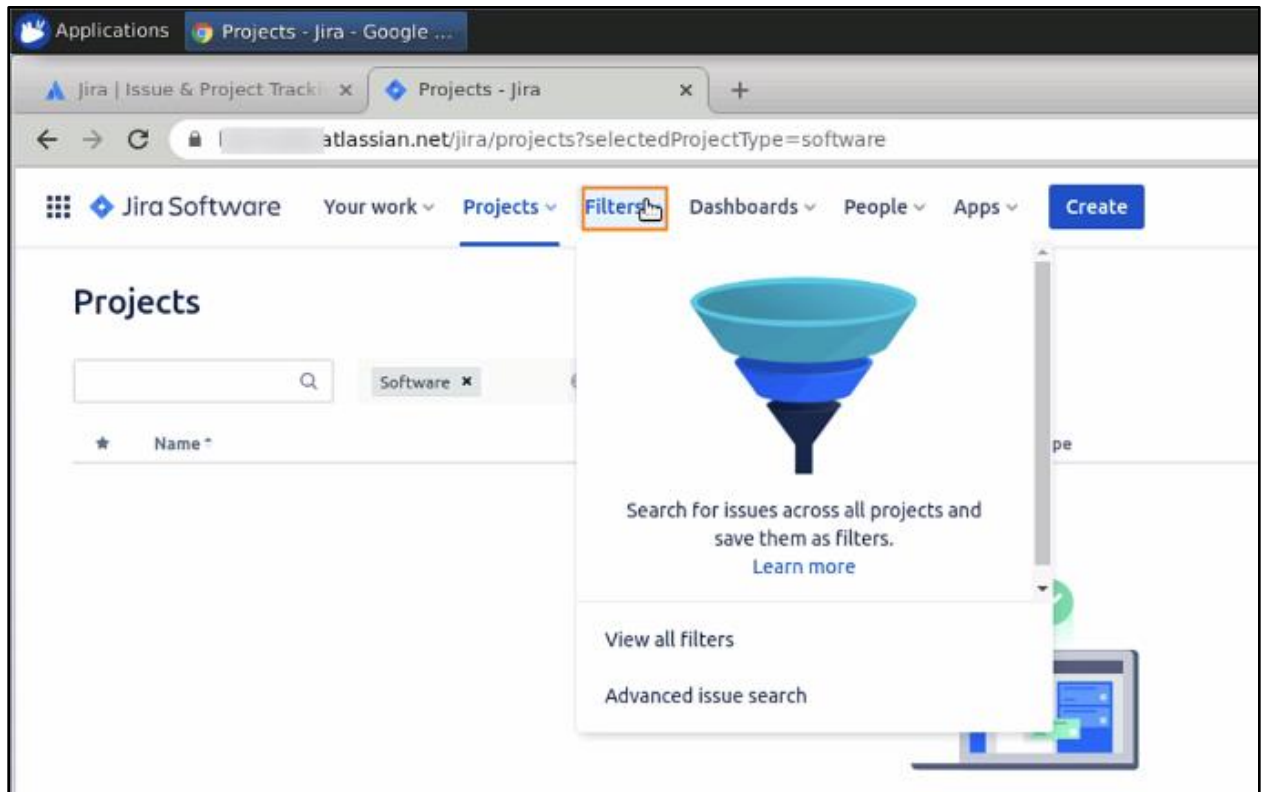 Applications Projects - Jira - Google ...
Jira | Issue & Project Tracki Projects - Jira
atlassian.net/jira/projects?selectedProjectType=software
Jira Software Your work Projects Filters Dashboards People Apps Create
Projects
Software
Name pe
Search for issues across all projects and
save them as filters.
Learn more
View all filters
Advanced issue search